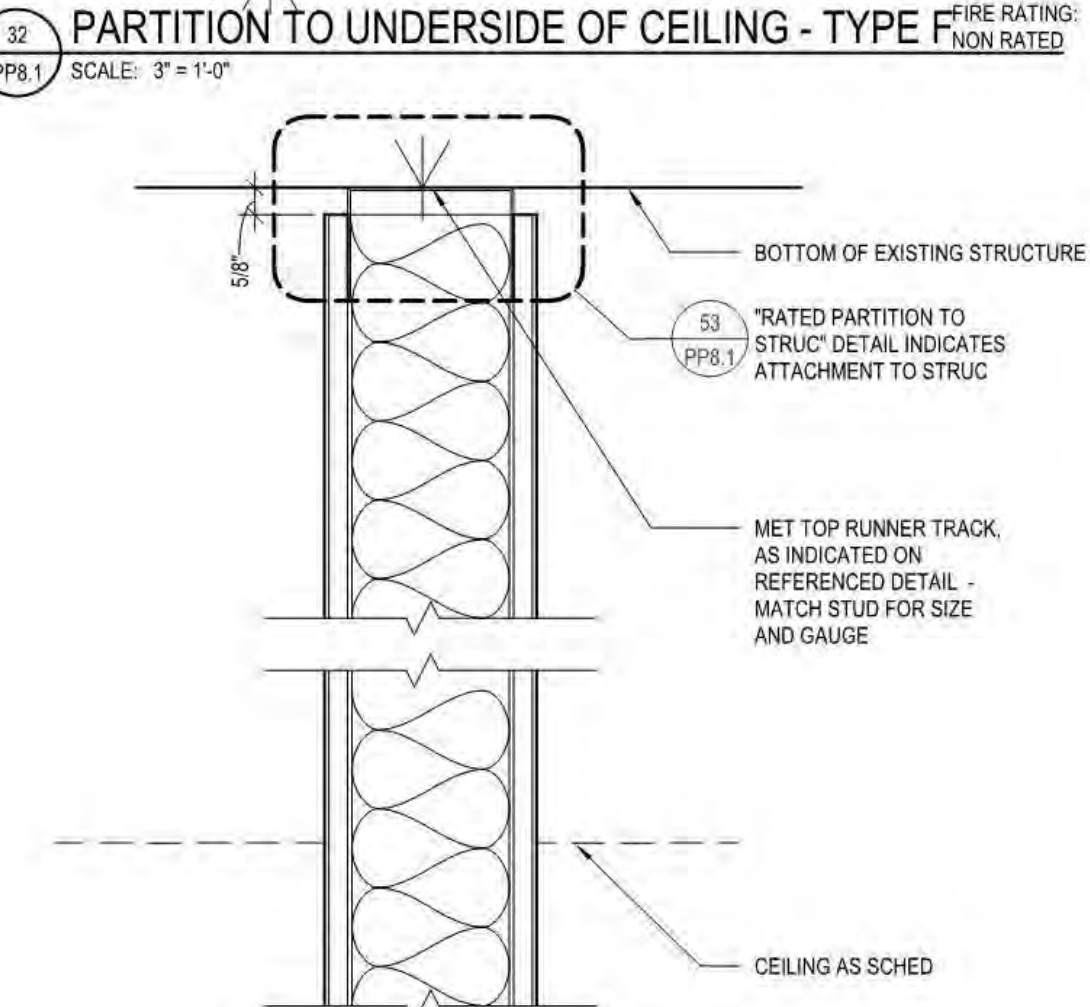 32
PP8.1
PARTITION TO UNDERSIDE OF CEILING - TYPE F
FIRE RATING:
NON RATED
SCALE: 3" = 1'-0"
5/8"
BOTTOM OF EXISTING STRUCTURE
53
PP8.1
"RATED PARTITION TO
STRUC" DETAIL INDICATES
ATTACHMENT TO STRUC
MET TOP RUNNER TRACK,
AS INDICATED ON
REFERENCED DETAIL -
MATCH STUD FOR SIZE
AND GAUGE
CEILING AS SCHED